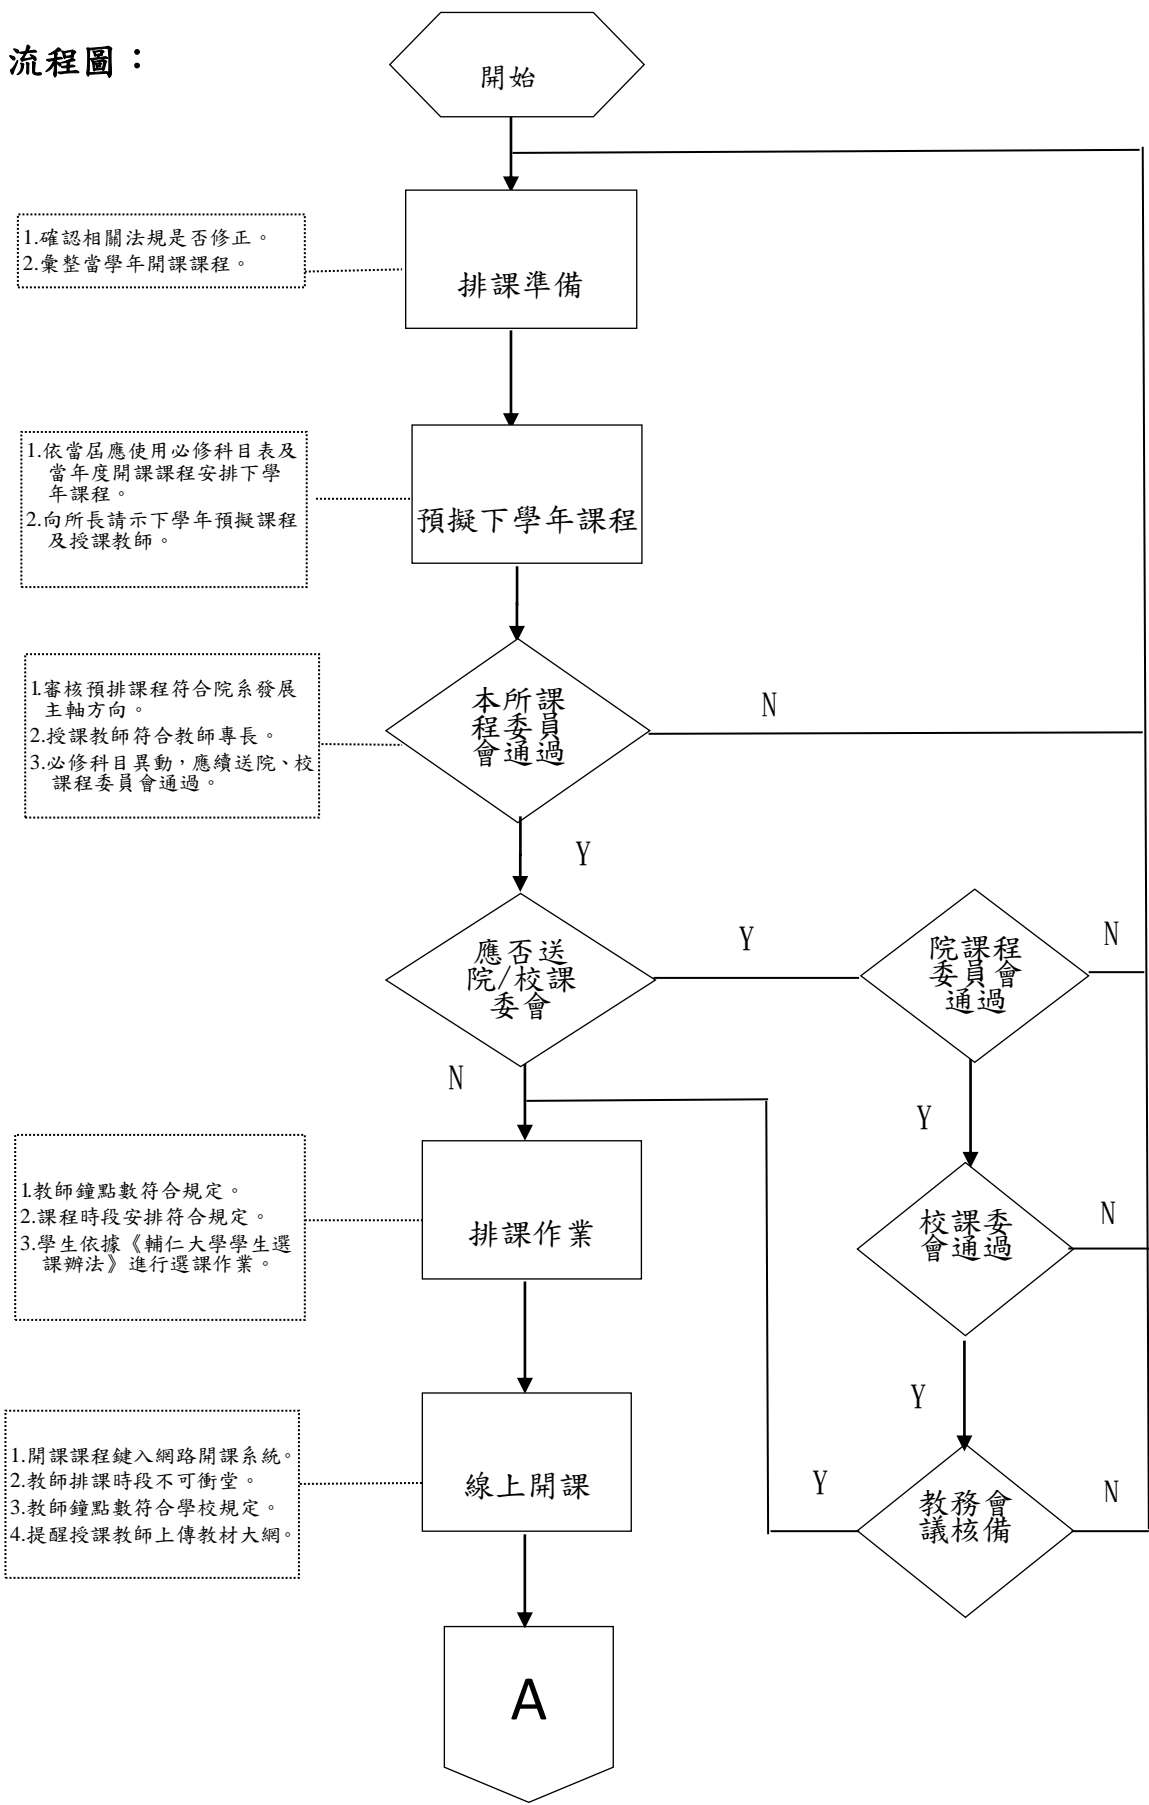 流程圖：
開始
1.確認相關法規是否修正。
2.彙整當學年開課課程。
排課準備
1.依當屆應使用必修科目表及
當年度開課課程安排下學
年課程。
2.向所長請示下學年預擬課程
及授課教師。
預擬下學年課程
1.審核預排課程符合院系發展
主軸方向。
2.授課教師符合教師專長。
3.必修科目異動，應續送院、校
課程委員會通過。
本所課
程委員
會通過
N
Y
應否送
院/校課
委會
Y
院課程
委員會
通過
N
N
Y
1.教師鐘點數符合規定。
2.課程時段安排符合規定。
3.學生依據《輔仁大學學生選
課辦法》進行選課作業。
排課作業
校課委
會通過
N
Y
1.開課課程鍵入網路開課系統。
2.教師排課時段不可衝堂。
3.教師鐘點數符合學校規定。
4.提醒授課教師上傳教材大網。
線上開課
Y
教務會
議核備
N
A